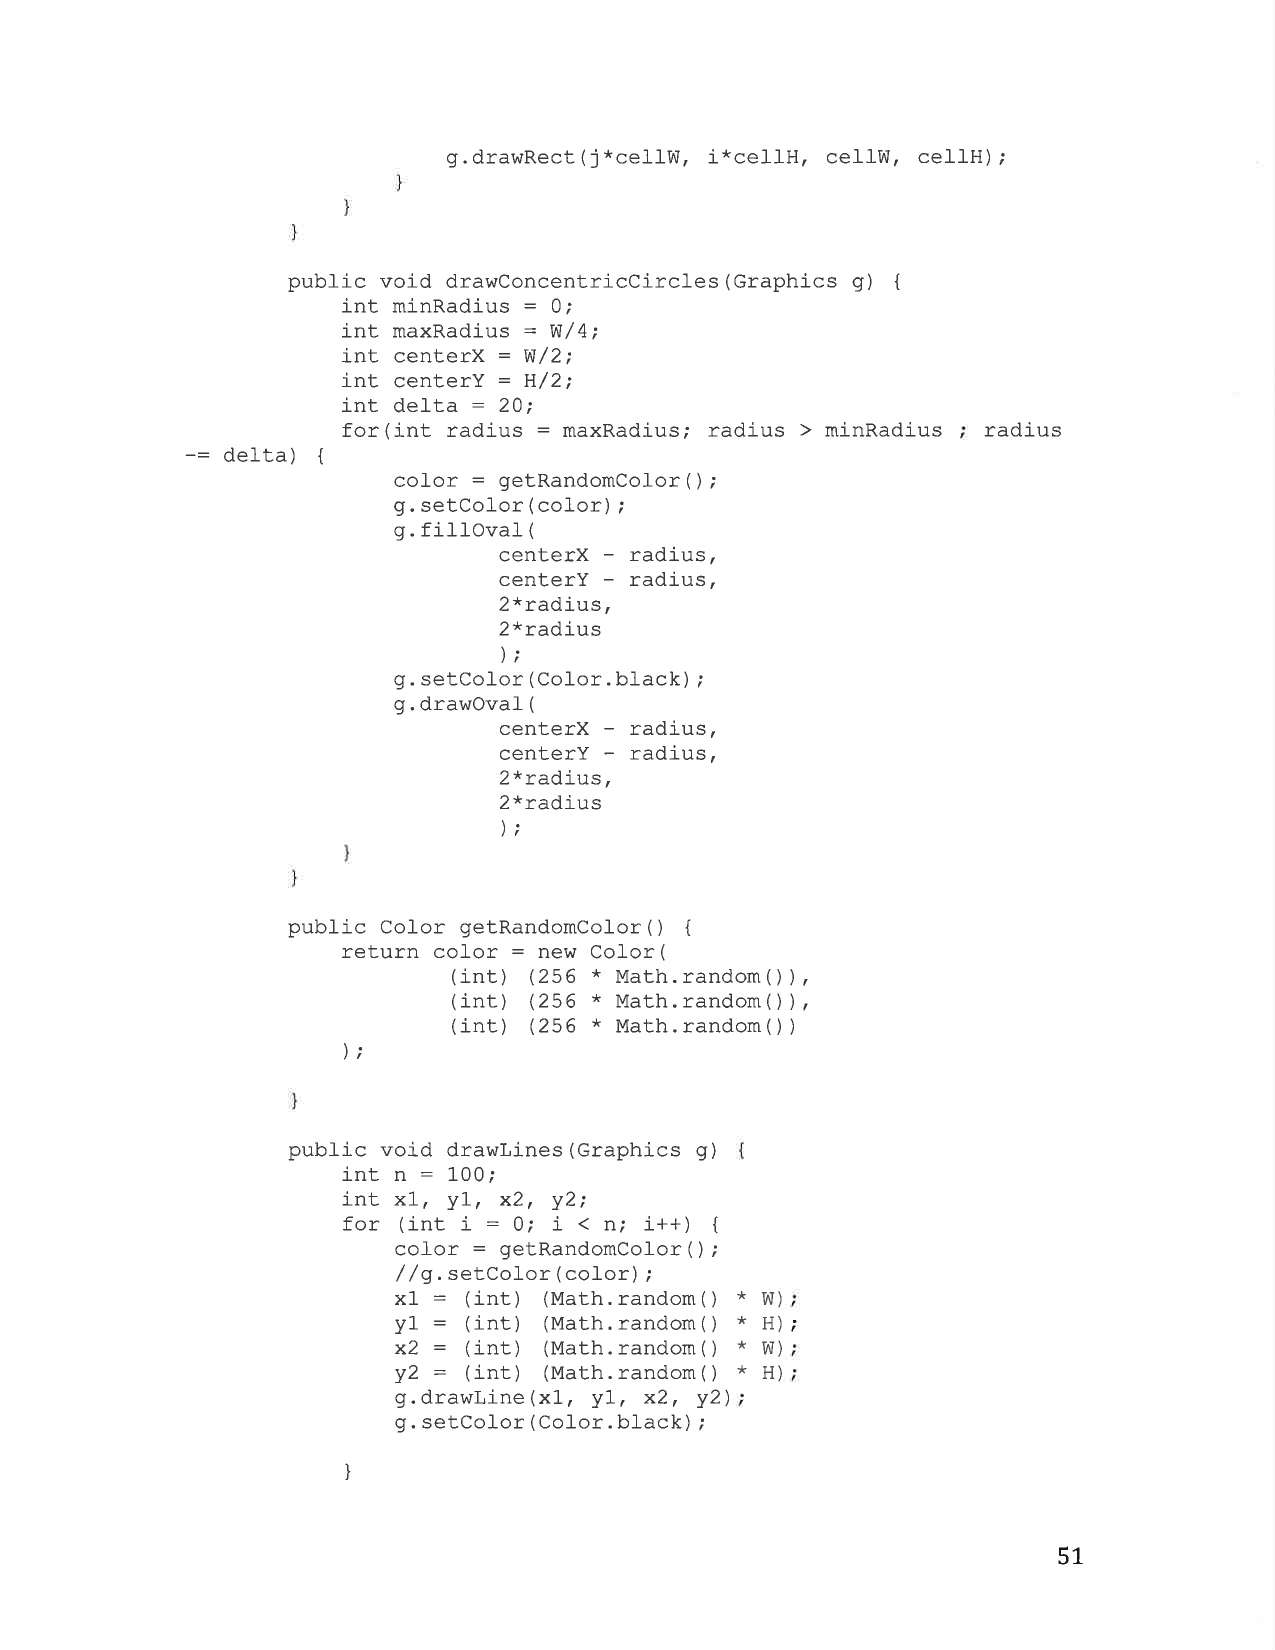 g.drawRect(j*cellW, i*cellH, cellW, cellH);
}
}
}
public void drawConcentricCircles(Graphics g) {
int minRadius = 0;
int maxRadius = W/4;
int centerX = W/2;
int centerY = H/2;
int delta = 20;
for(int radius = maxRadius; radius > minRadius ; radius
-= delta) {
color = getRandomColor();
g.setColor(color);
g.fillOval(
centerX - radius,
centerY - radius,
2*radius,
2*radius
);
g.setColor(Color.black);
g.drawOval(
centerX - radius,
centerY - radius,
2*radius,
2*radius
);
}
}
public Color getRandomColor() {
return color = new Color(
(int) (256 * Math.random()),
(int) (256 * Math.random()),
(int) (256 * Math.random())
);
}
public void drawLines(Graphics g) {
int n = 100;
int x1, y1, x2, y2;
for (int i = 0; i < n; i++) {
color = getRandomColor();
//g.setColor(color);
x1 = (int) (Math.random() * W);
y1 = (int) (Math.random() * H);
x2 = (int) (Math.random() * W);
y2 = (int) (Math.random() * H);
g.drawLine(x1, y1, x2, y2);
g.setColor(Color.black);
}
51